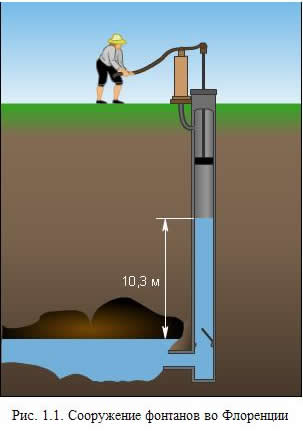 10,3 м
Рис. 1.1. Сооружение фонтанов во Флоренции